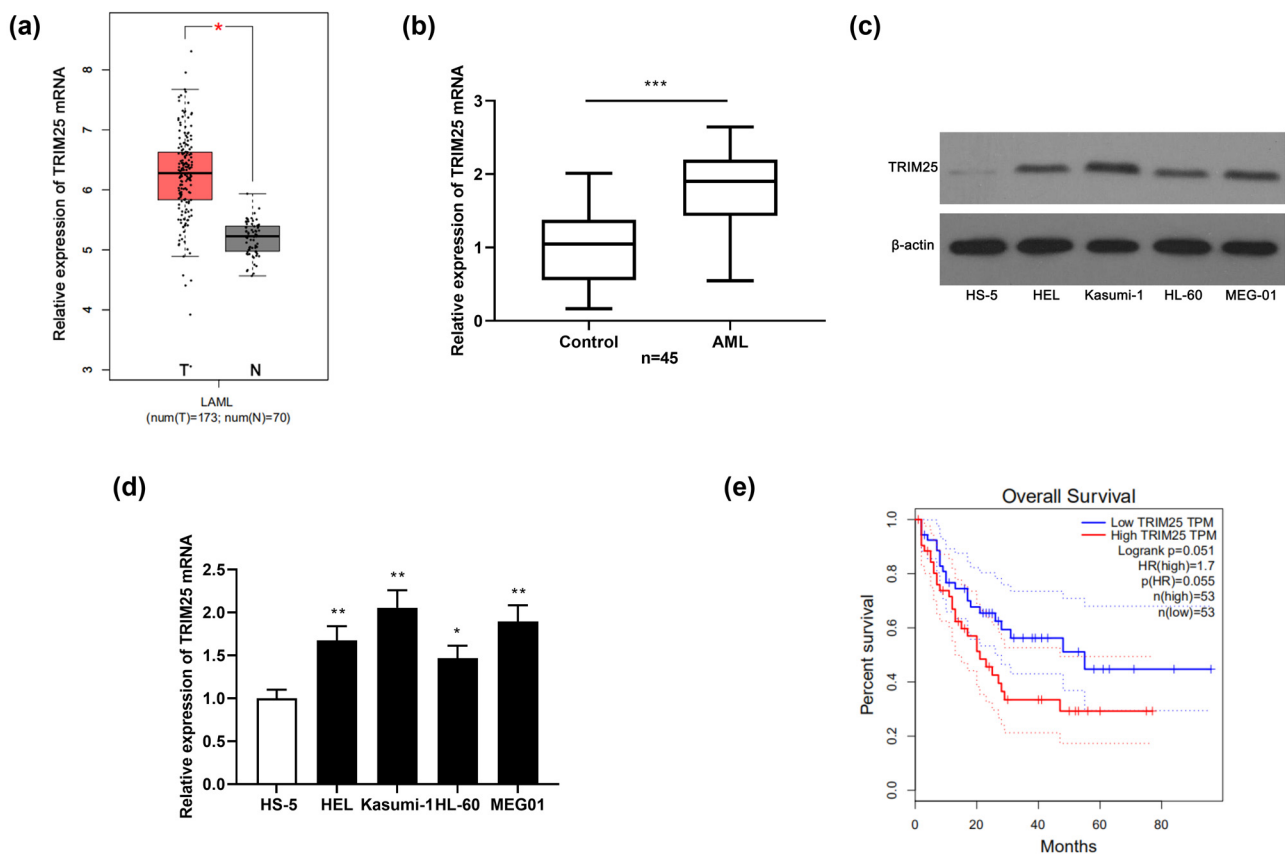 (a)
*
Relative expression of TRIM25 mRNA
8
7
6
5
4
3
T N
LAML
(num(T)=173; num(N)=70)
(b)
***
Relative expression of TRIM25 mRNA
3
2
1
0
Control AML
n=45
(c)
TRIM25
β-actin
HS-5 HEL Kasumi-1 HL-60 MEG-01
(d)
Relative expression of TRIM25 mRNA
2.5
2.0
1.5
1.0
0.5
0.0
** ** * **
HS-5 HEL Kasumi-1 HL-60 MEG01
(e)
Overall Survival
Low TRIM25 TPM
High TRIM25 TPM
Logrank p=0.051
HR(high)=1.7
p(HR)=0.055
n(high)=53
n(low)=53
Percent survival
1.0
0.8
0.6
0.4
0.2
0.0
0 20 40 60 80
Months